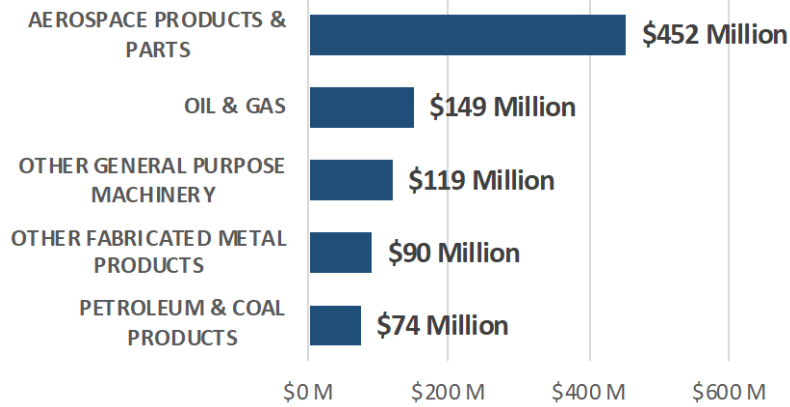 AEROSPACE PRODUCTS &
PARTS
$452 Million
OIL & GAS
$149 Million
OTHER GENERAL PURPOSE
MACHINERY
$119 Million
OTHER FABRICATED METAL
PRODUCTS
$90 Million
PETROLEUM & COAL
PRODUCTS
$74 Million
$0 M $200 M $400 M $600 M